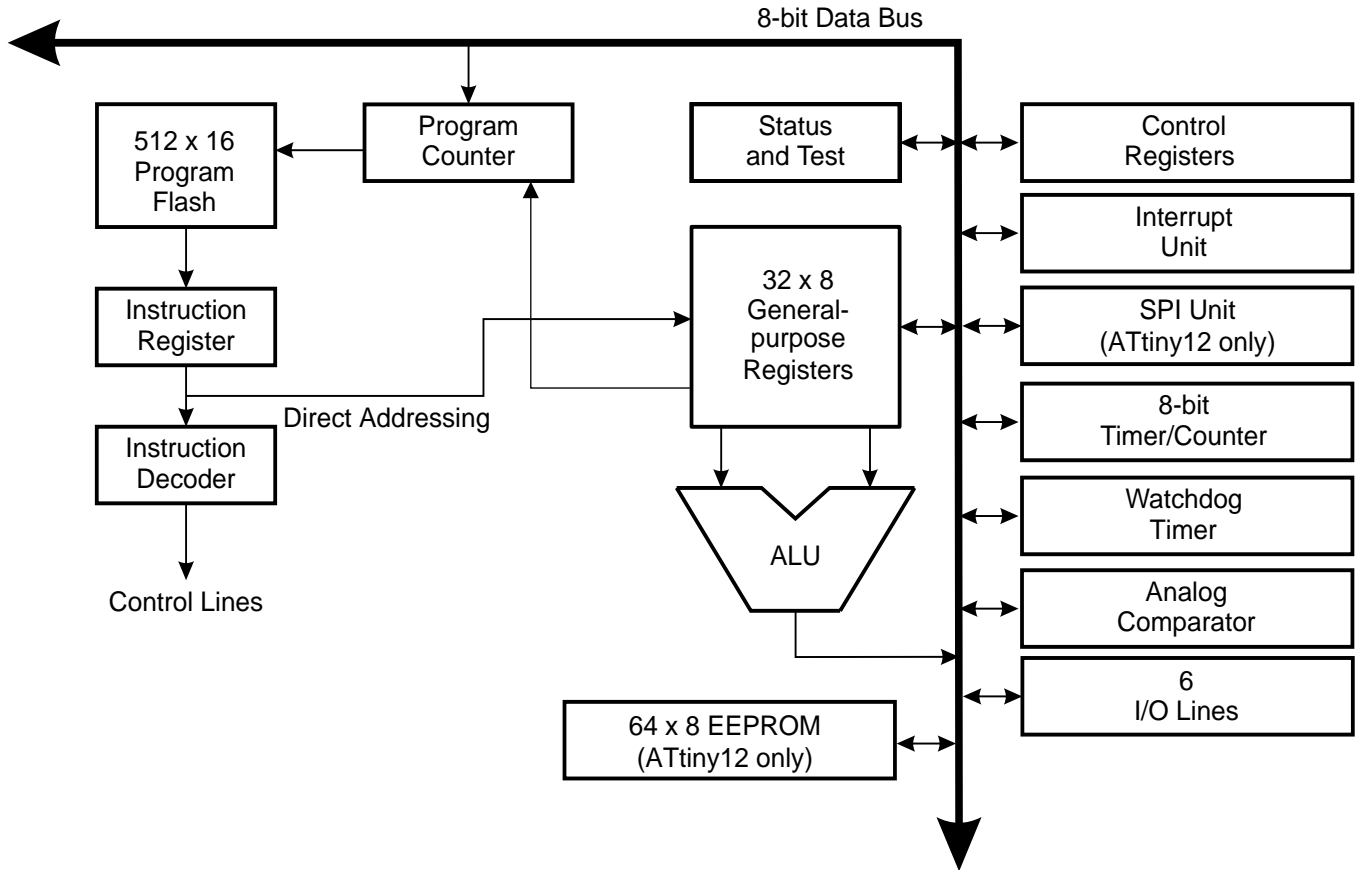 8-bit Data Bus
512 x 16
Program
Flash
Program
Counter
Status
and Test
Control
Registers
Interrupt
Unit
32 x 8
General-
purpose
Registers
Instruction
Register
SPI Unit
(ATtiny12 only)
Direct Addressing
8-bit
Timer/Counter
Instruction
Decoder
Watchdog
Timer
ALU
Control Lines
Analog
Comparator
6
I/O Lines
64 x 8 EEPROM
(ATtiny12 only)